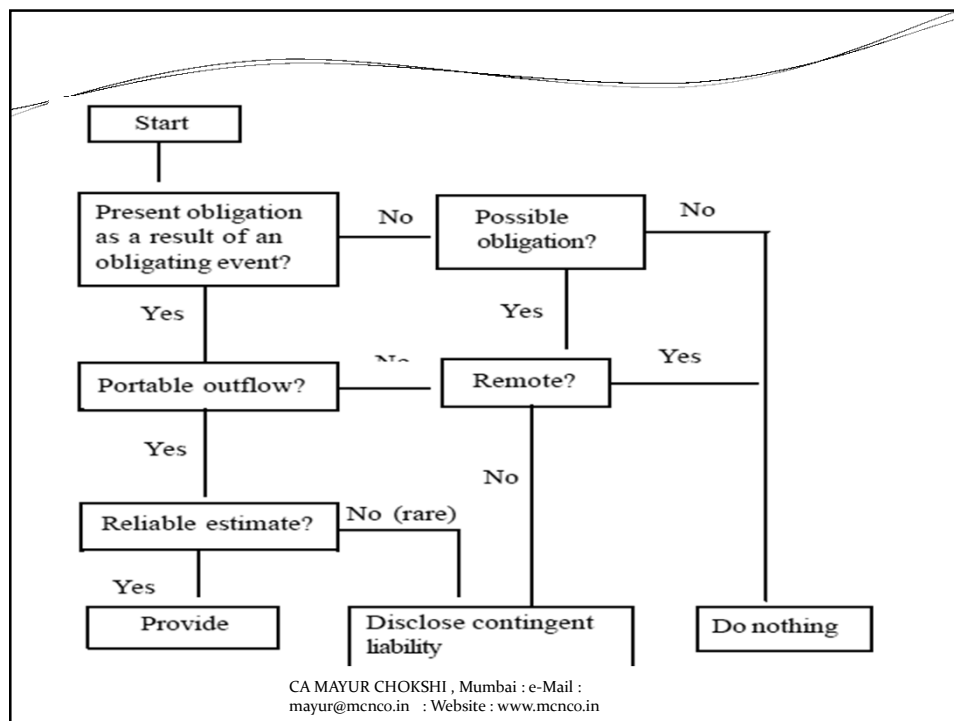 Start
Present obligation
as a result of an
obligating event?
No
Possible
obligation?
No
Yes
Yes
Portable outflow?
No
Remote?
Yes
Yes
No
Reliable estimate?
No (rare)
Yes
Provide
Disclose contingent
liability
Do nothing
CA MAYUR CHOKSHI , Mumbai : e-Mail :
mayur@mcnco.in : Website : www.mcnco.in